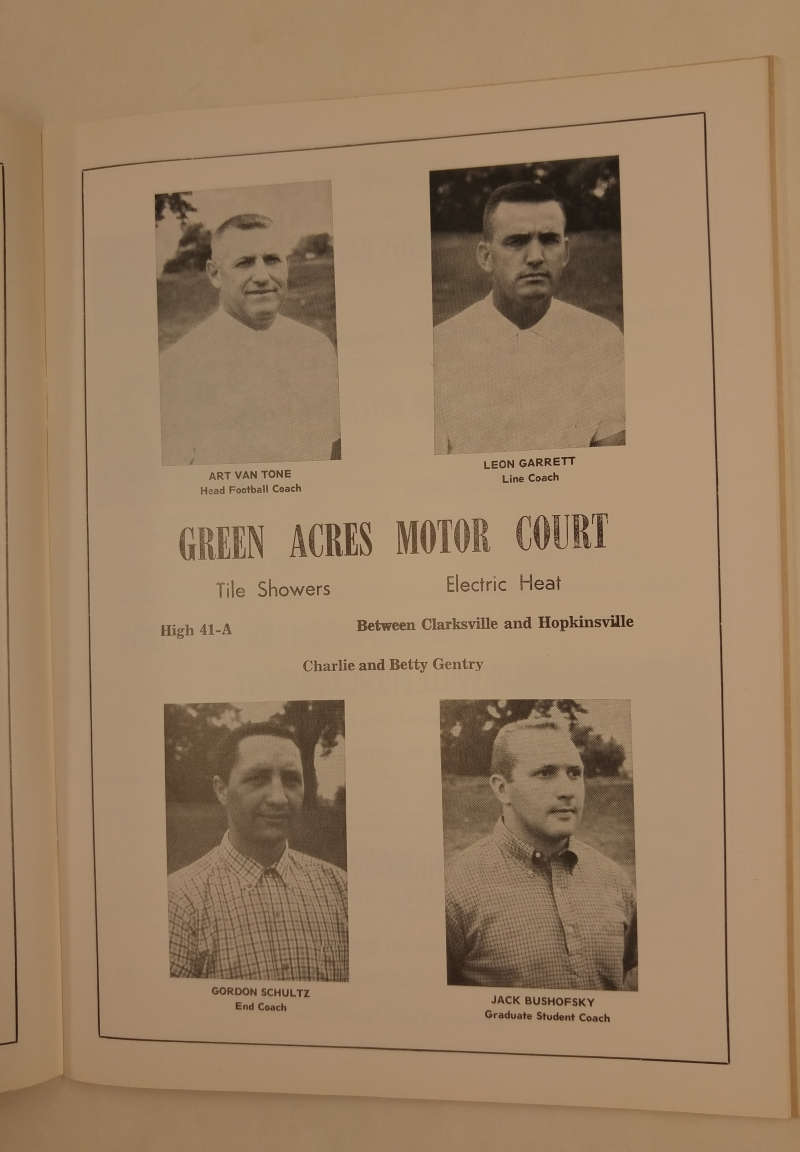 ART VAN TONE
Head Football Coach
LEON GARRETT
Line Coach
GREEN ACRES MOTOR COURT
Tile Showers Electric Heat
High 41-A Between Clarksville and Hopkinsville
Charlie and Betty Gentry
GORDON SCHULTZ
End Coach
JACK BUSHOFSKY
Graduate Student Coach